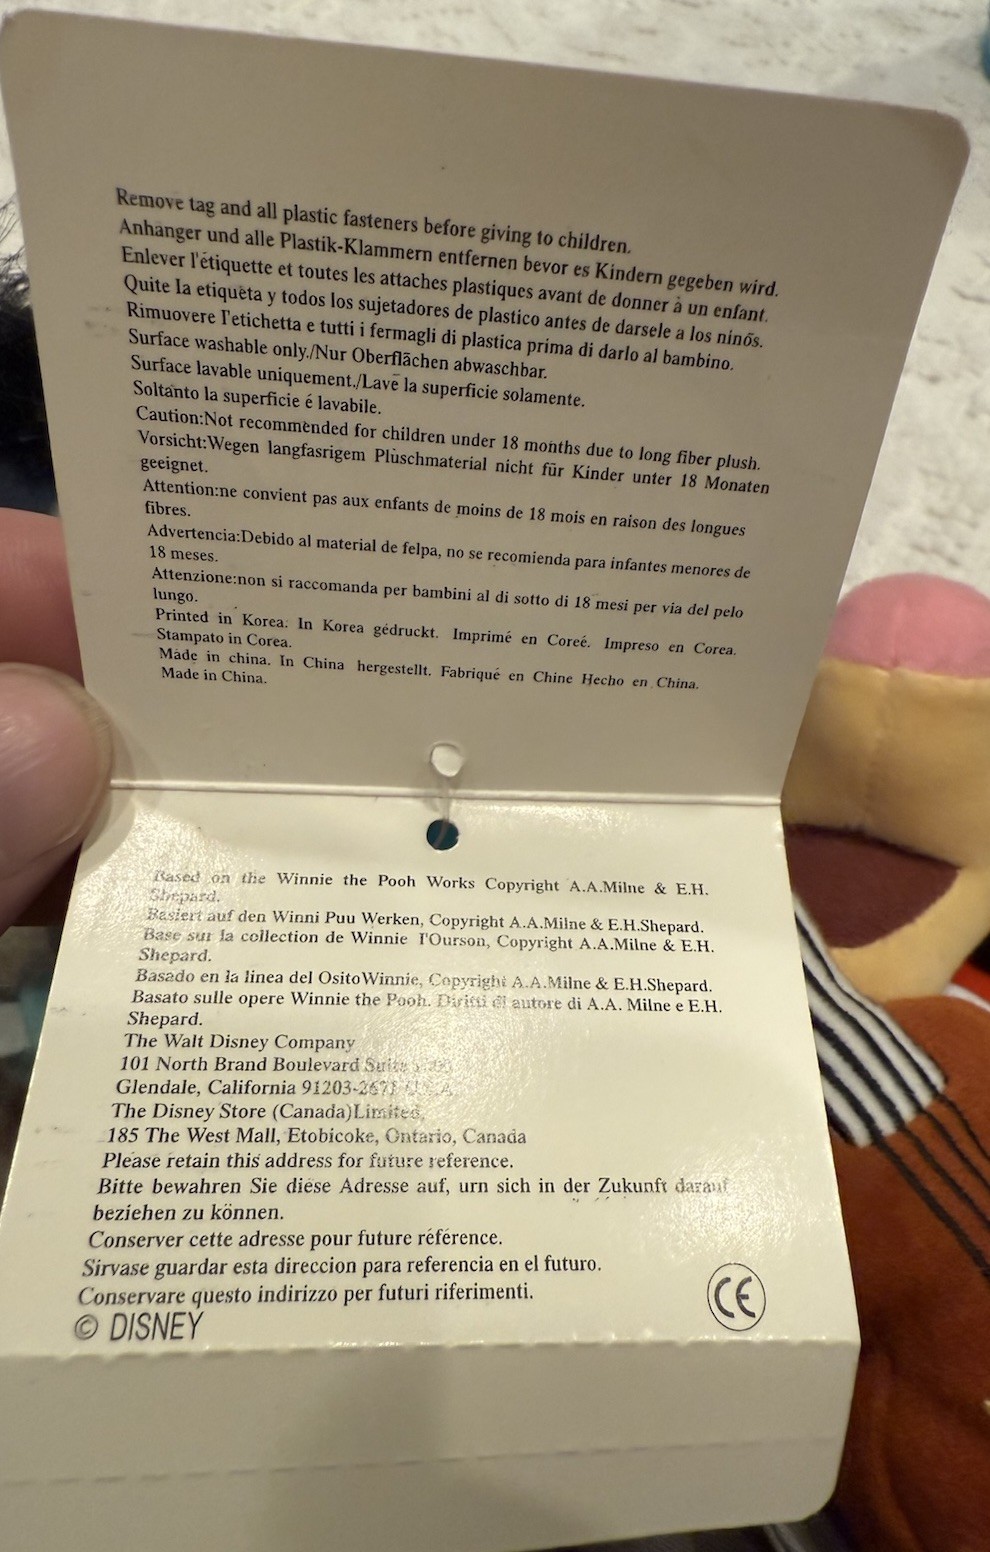 Remove tag and all plastic fasteners before giving to children.
Anhanger und alle Plastik-Klammern entfernen bevor es Kindern gegeben wird.
Enlever l'étiquette et toutes les attaches plastiques avant de donner à un enfant.
Quite la etiqueta y todos los sujetadores de plastico antes de darsele a los ninõs.
Rimuovere l'etichetta e tutti i fermagli di plastica prima di darlo al bambino.
Surface washable only./Nur Oberflächen abwaschbar.
Surface lavable uniquement./Lave la superficie solamente.
Soltanto la superficie é lavabile.
Caution:Not recommended for children under 18 months due to long fiber plush.
Vorsicht:Wegen langfasrigem Plüschmaterial nicht für Kinder unter 18 Monaten
geeignet.
Attention:ne convient pas aux enfants de moins de 18 mois en raison des longues
fibres.
Advertencia:Debido al material de felpa, no se recomienda para infantes menores de
18 meses.
Attenzione:non si raccomanda per bambini al di sotto di 18 mesi per via del pelo
lungo.
Printed in Korea. In Korea gedruckt. Imprimé en Coreé. Impreso en Corea.
Stampato in Corea.
Made in china. In China hergestellt. Fabriqué en Chine Hecho en China.
Made in China.
Based on the Winnie the Pooh Works Copyright A.A.Milne & E.H.
Shepard.
Basiert auf den Winni Puu Werken, Copyright A.A.Milne & E.H.Shepard.
Base sur la collection de Winnie l'Ourson, Copyright A.A.Milne & E.H.
Shepard.
Basado en la linea del OsitoWinnie, Copyright A.A.Milne & E.H.Shepard.
Basato sulle opere Winnie the Pooh. Diritti di autore di A.A. Milne e E.H.
Shepard.
The Walt Disney Company
101 North Brand Boulevard Suite
Glendale, California 91203-2671 U.S.A.
The Disney Store (Canada)Limited,
185 The West Mall, Etobicoke, Ontario, Canada
Please retain this address for future reference.
Bitte bewahren Sie diese Adresse auf, urn sich in der Zukunft darauf
beziehen zu können.
Conserver cette adresse pour future référence.
Sirvase guardar esta direccion para referencia en el futuro.
Conservare questo indirizzo per futuri riferimenti.
© DISNEY
CE